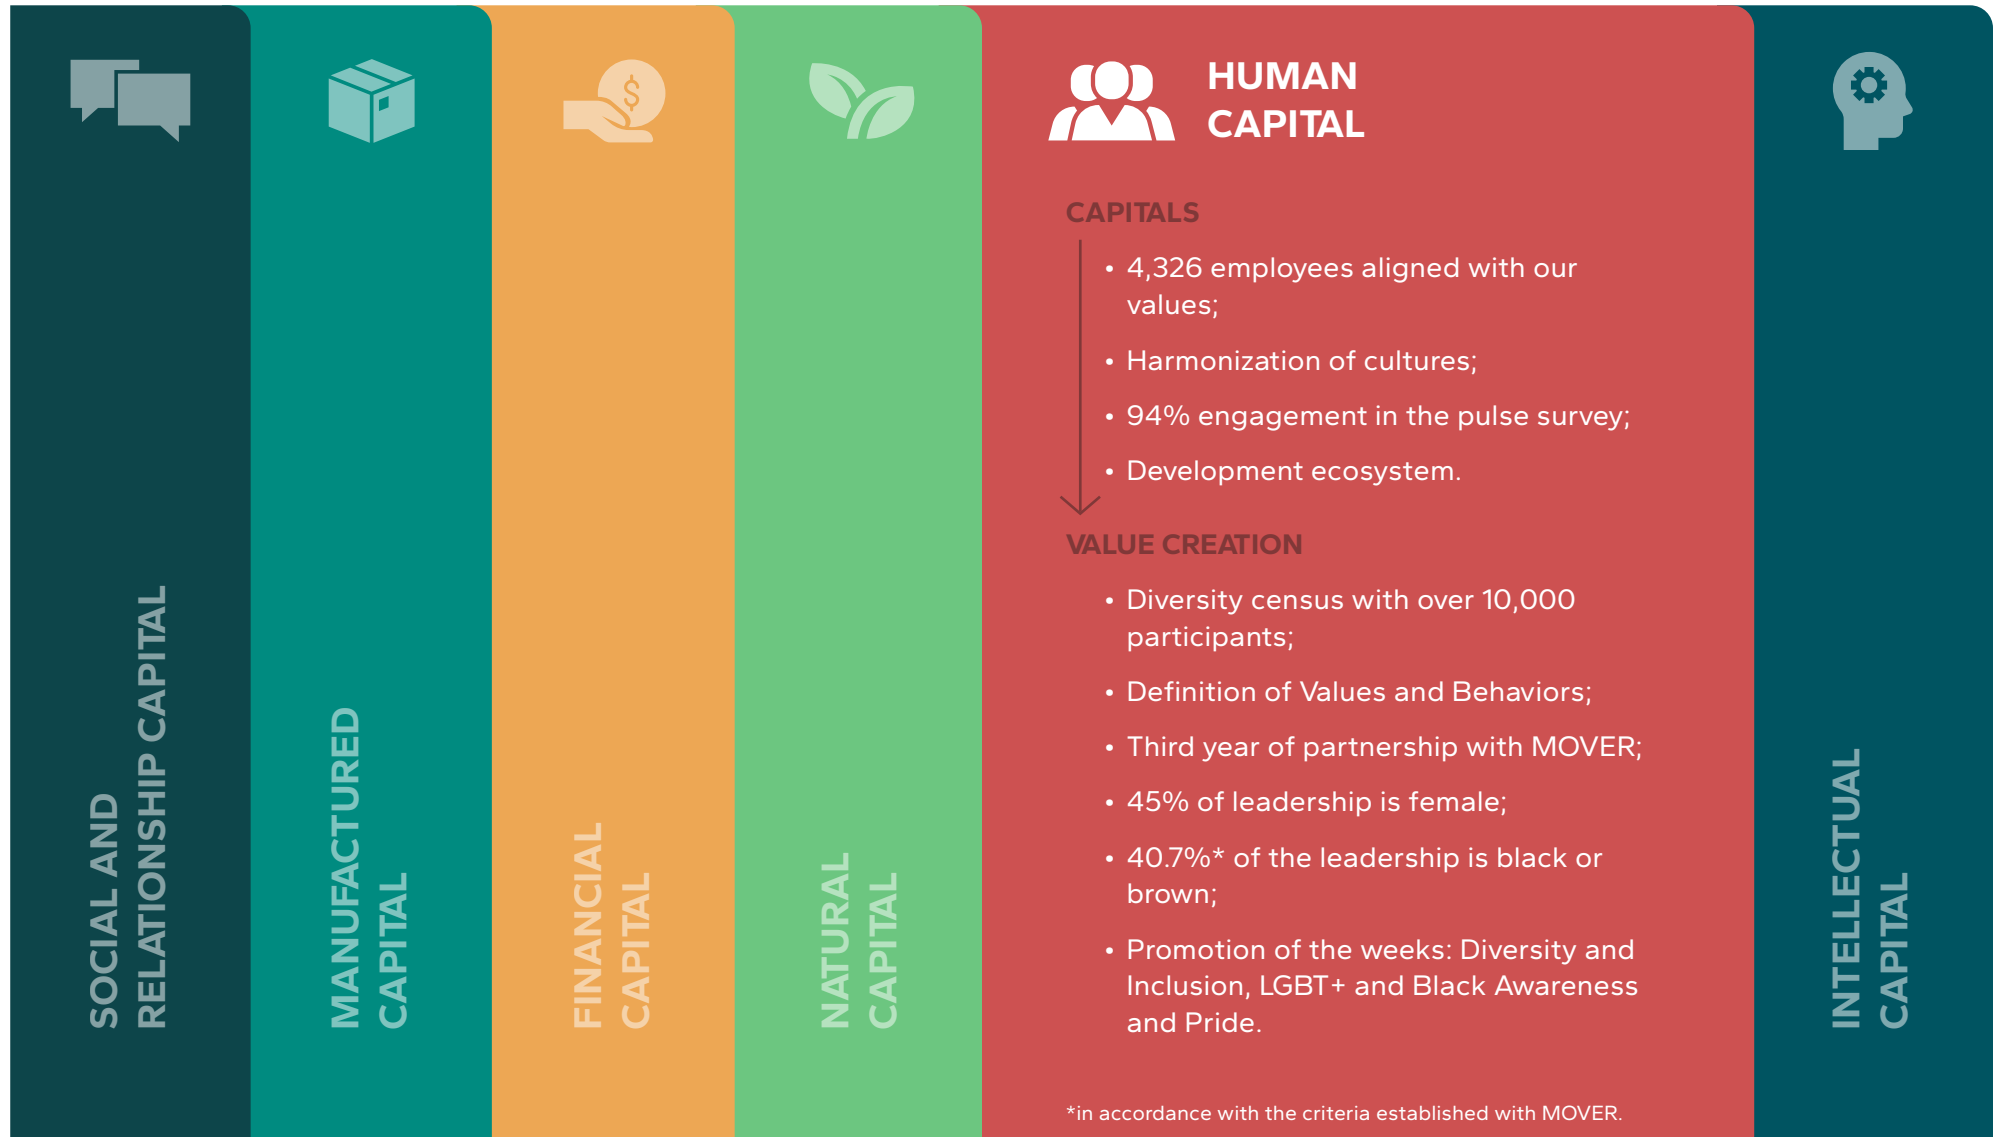 SOCIAL AND
RELATIONSHIP CAPITAL
MANUFACTURED
CAPITAL
FINANCIAL
CAPITAL
NATURAL
CAPITAL
HUMAN
CAPITAL
CAPITALS
• 4,326 employees aligned with our
values;
• Harmonization of cultures;
• 94% engagement in the pulse survey;
• Development ecosystem.
VALUE CREATION
• Diversity census with over 10,000
participants;
• Definition of Values and Behaviors;
• Third year of partnership with MOVER;
• 45% of leadership is female;
• 40.7%* of the leadership is black or
brown;
• Promotion of the weeks: Diversity and
Inclusion, LGBT+ and Black Awareness
and Pride.
*in accordance with the criteria established with MOVER.
INTELLECTUAL
CAPITAL